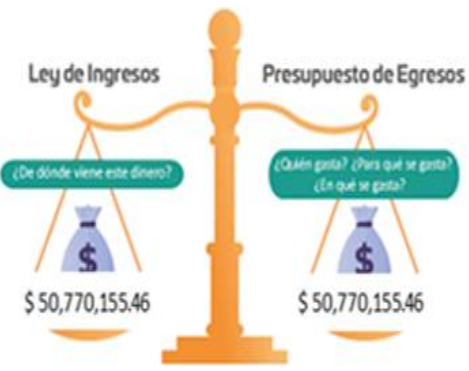 Ley de Ingresos
Presupuesto de Egresos
¿De dónde viene este dinero?
¿Quién gasta? ¿Para qué se gasta?
¿En qué se gasta?
$
$
$ 50,770,155.46
$ 50,770,155.46